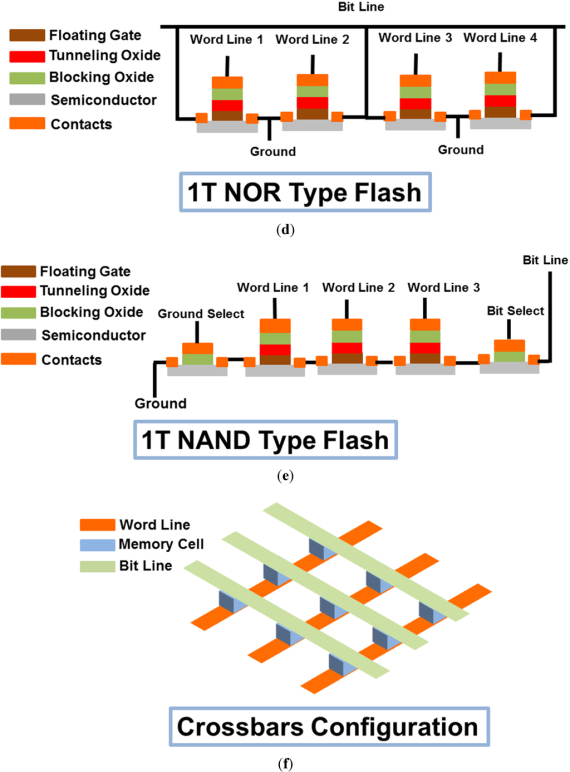 Bit Line
Floating Gate
Tunneling Oxide
Blocking Oxide
Semiconductor
Contacts
Word Line 1
Word Line 2
Word Line 3
Word Line 4
Ground
Ground
1T NOR Type Flash
(d)
Floating Gate
Tunneling Oxide
Blocking Oxide
Semiconductor
Contacts
Ground Select
Word Line 1
Word Line 2
Word Line 3
Bit Select
Bit Line
Ground
1T NAND Type Flash
(e)
Word Line
Memory Cell
Bit Line
Crossbars Configuration
(f)